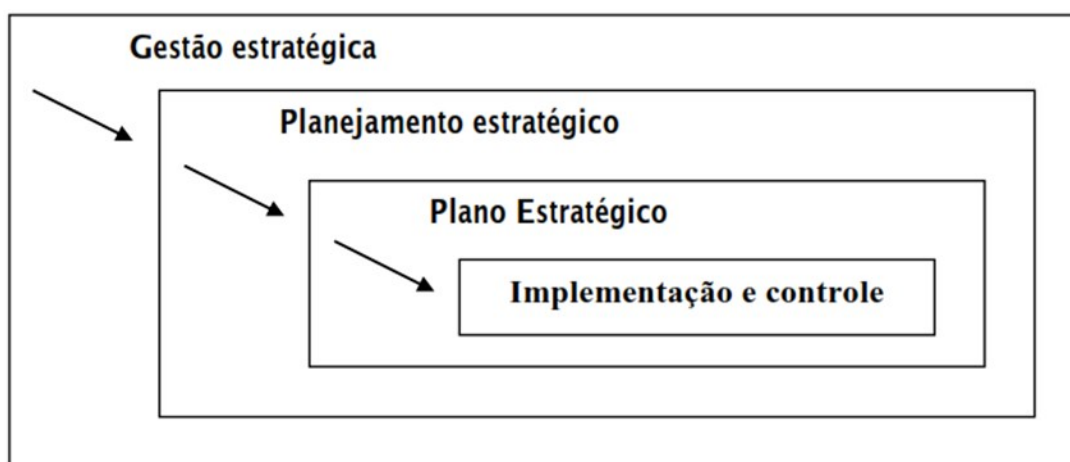 Gestão estratégica
Planejamento estratégico
Plano Estratégico
Implementação e controle